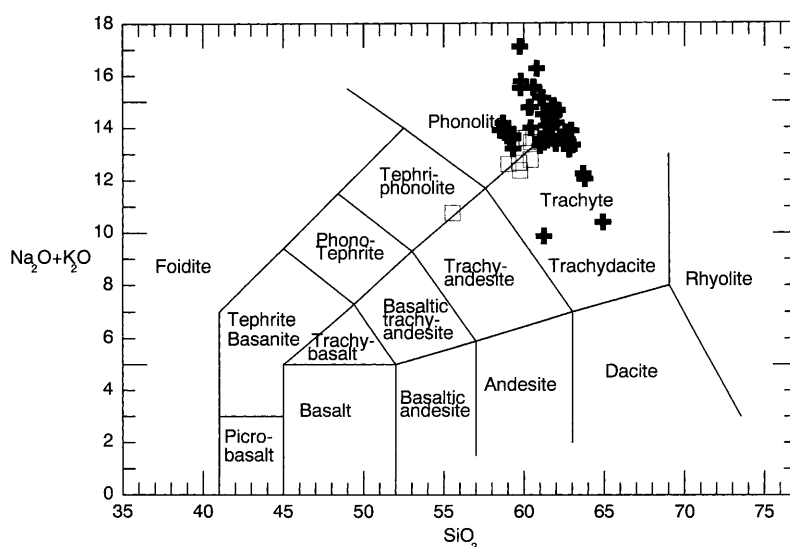 18
16
14
12
10
8
6
4
2
0
Na2O+K2O
35
40
45
50
55
60
65
70
75
SiO2
Phonolite
Tephri-
phonolite
Trachyte
Phono-
Tephrite
Foidite
Trachy-
andesite
Trachydacite
Rhyolite
Tephrite
Basanite
Basaltic
trachy-
andesite
Trachy-
basalt
Dacite
Andesite
Basaltic
andesite
Basalt
Picro-
basalt